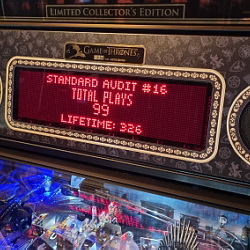 LIMITED COLLECTOR'S EDITION
GAME OF THRONES
STANDARD AUDIT #16
TOTAL PLAYS
99
LIFETIME: 326